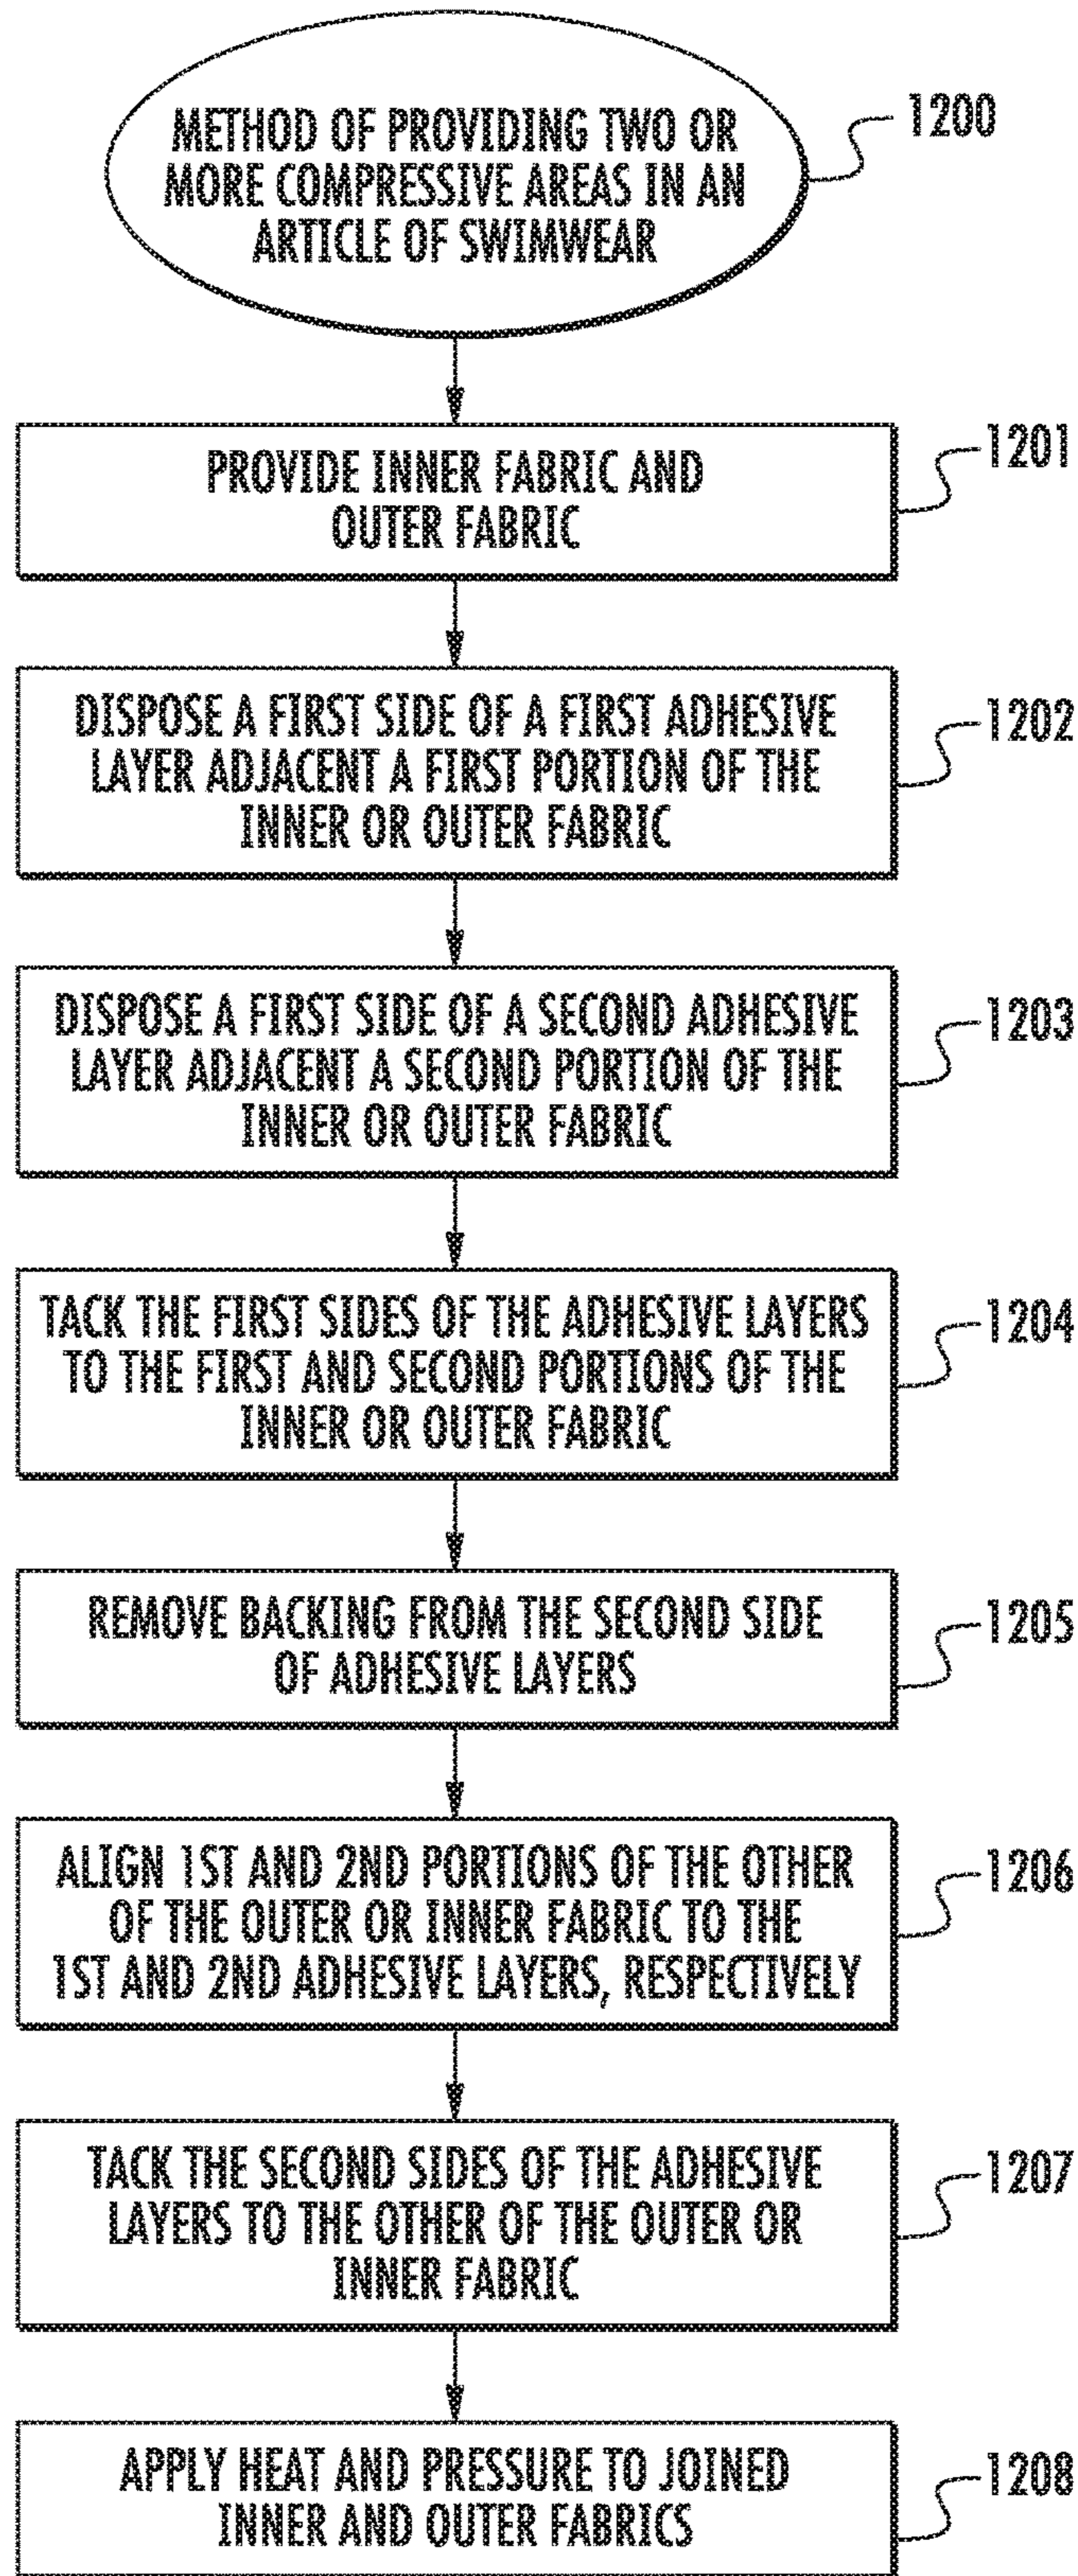 METHOD OF PROVIDING TWO OR
MORE COMPRESSIVE AREAS IN AN
ARTICLE OF SWIMWEAR
1200
PROVIDE INNER FABRIC AND
OUTER FABRIC
1201
DISPOSE A FIRST SIDE OF A FIRST ADHESIVE
LAYER ADJACENT A FIRST PORTION OF THE
INNER OR OUTER FABRIC
1202
DISPOSE A FIRST SIDE OF A SECOND ADHESIVE
LAYER ADJACENT A SECOND PORTION OF THE
INNER OR OUTER FABRIC
1203
TACK THE FIRST SIDES OF THE ADHESIVE LAYERS
TO THE FIRST AND SECOND PORTIONS OF THE
INNER OR OUTER FABRIC
1204
REMOVE BACKING FROM THE SECOND SIDE
OF ADHESIVE LAYERS
1205
ALIGN 1ST AND 2ND PORTIONS OF THE OTHER
OF THE OUTER OR INNER FABRIC TO THE
1ST AND 2ND ADHESIVE LAYERS, RESPECTIVELY
1206
TACK THE SECOND SIDES OF THE ADHESIVE
LAYERS TO THE OTHER OF THE OUTER OR
INNER FABRIC
1207
APPLY HEAT AND PRESSURE TO JOINED
INNER AND OUTER FABRICS
1208